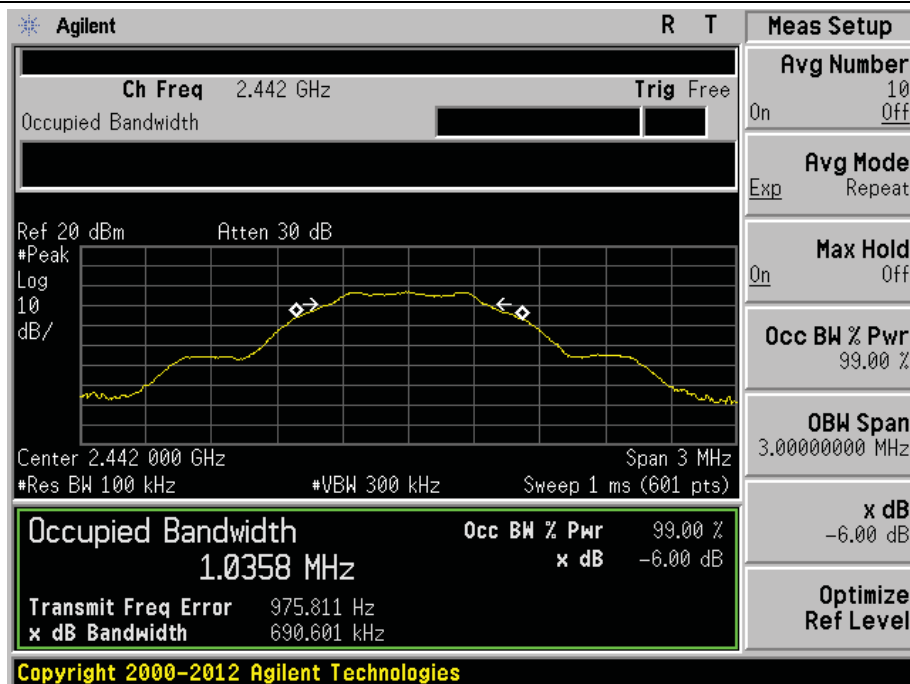 Agilent R T
Ch Freq 2.442 GHz Trig Free
Occupied Bandwidth
Ref 20 dBm Atten 30 dB
#Peak
Log
10
dB/
Center 2.442 000 GHz Span 3 MHz
#Res BW 100 kHz #VBW 300 kHz Sweep 1 ms (601 pts)
Occupied Bandwidth Occ BW % Pwr 99.00 %
1.0358 MHz x dB -6.00 dB
Transmit Freq Error 975.811 Hz
x dB Bandwidth 690.601 kHz
Copyright 2000-2012 Agilent Technologies
Meas Setup
Avg Number
10
On Off
Avg Mode
Exp Repeat
Max Hold
On Off
Occ BW % Pwr
99.00 %
OBW Span
3.00000000 MHz
x dB
-6.00 dB
Optimize
Ref Level